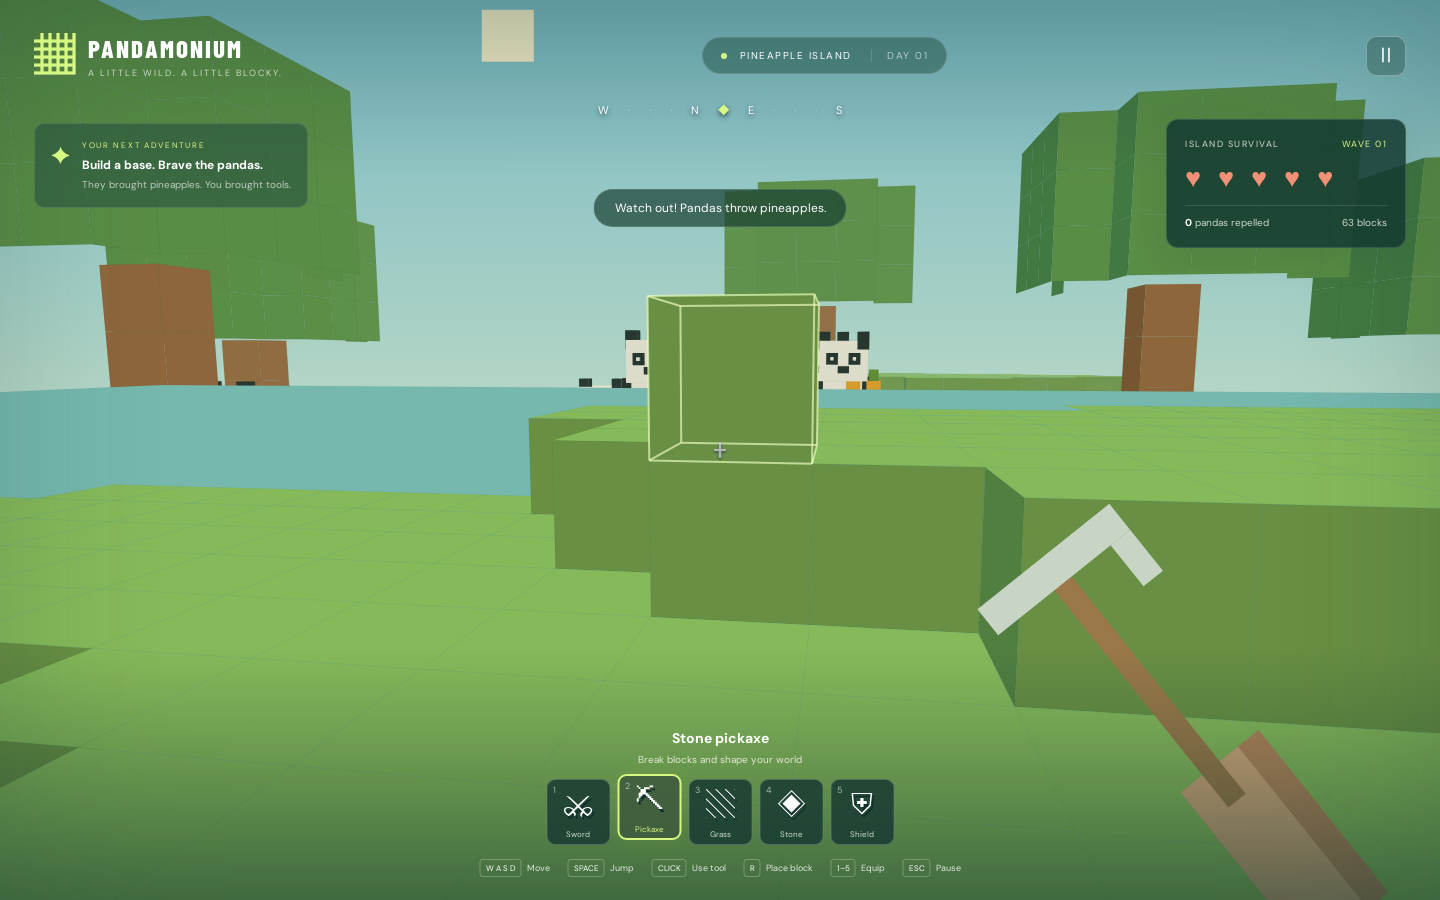 PANDAMONIUM
A LITTLE WILD. A LITTLE BLOCKY.
PINEAPPLE ISLAND DAY 01
W · · · N E · · · S
YOUR NEXT ADVENTURE
Build a base. Brave the pandas.
They brought pineapples. You brought tools.
ISLAND SURVIVAL WAVE 01
0 pandas repelled 63 blocks
Watch out! Pandas throw pineapples.
Stone pickaxe
Break blocks and shape your world
1 2 3 4 5
Sword Pickaxe Grass Stone Shield
W A S D Move SPACE Jump CLICK Use tool R Place block 1–5 Equip ESC Pause